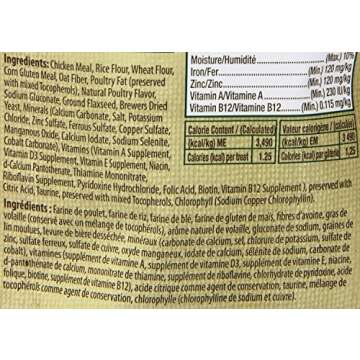 Ingredients: Chicken Meal, Rice Flour, Wheat Flour,
Corn Gluten Meal, Oat Fiber, Poultry Fat (preserved
with mixed Tocopherols), Natural Poultry Flavor,
Sodium Gluconate, Ground Flaxseed, Brewers Dried
Yeast, Minerals (Calcium Carbonate, Salt, Potassium
Chloride, Zinc Sulfate, Ferrous Sulfate, Copper Sulfate,
Manganous Oxide, Calcium Iodate, Sodium Selenite,
Cobalt Carbonate), Vitamins (Vitamin A Supplement,
Vitamin D3 Supplement, Vitamin E Supplement, Niacin,
d-Calcium Pantothenate, Thiamine Mononitrate,
Riboflavin Supplement, Pyridoxine Hydrochloride, Folic Acid, Biotin, Vitamin B12 Supplement), preserved with
Citric Acid, Taurine, preserved with mixed Tocopherols, Chlorophyll (Sodium Copper Chlorophyllin).
Moisture/Humidité (Max.) 10%
Iron/Fer (Min.) 120 mg/kg
Zinc/Zinc (Min.) 120 mg/kg
Vitamin A/Vitamine A (Min.) 230 IU/kg
Vitamin B12/Vitamine B12 (Min.) 0.115 mg/kg
Calorie Content / (Calculated)
(kcal/kg) ME 3,490
Calories (kcal) per treat 1.25
Valeur calorique / (calculée)
(kcal/kg) EM 3
Calories (kcal) par gâterie 1.25
Ingrédients : farine de poulet, farine de riz, farine de blé, farine de gluten de maïs, fibres d'avoine, gras de
volaille (conservé avec un mélange de tocophérols), arôme naturel de volaille, gluconate de sodium, graines de
lin moulues, levure de bière desséchée, minéraux (carbonate de calcium, sel, chlorure de potassium, sulfate de
zinc, sulfate ferreux, sulfate de cuivre, oxyde manganeux, iodate de calcium, sélénite de sodium, carbonate de
cobalt), vitamines (supplément de vitamine A, supplément de vitamine D3, supplément de vitamine E, niacine,
d-pantothénate de calcium, mononitrate de thiamine, supplément de riboflavine, chlorhydrate de pyridoxine, acide
folique, biotine, supplément de vitamine B12), acide citrique comme agent de conservation, taurine, mélange de
tocophérols comme agent de conservation, chlorophylle (chlorophylline de sodium et cuivre).